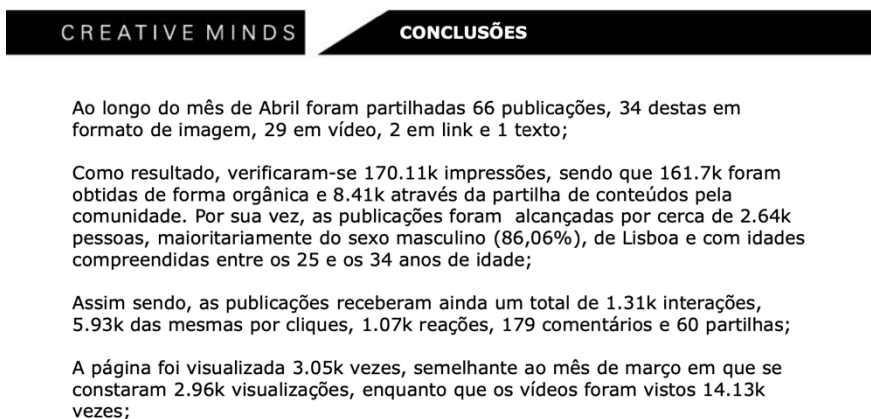 CREATIVE MINDS
CONCLUSÕES
Ao longo do mês de Abril foram partilhadas 66 publicações, 34 destas em
formato de imagem, 29 em vídeo, 2 em link e 1 texto;
Como resultado, verificaram-se 170.11k impressões, sendo que 161.7k foram
obtidas de forma orgânica e 8.41k através da partilha de conteúdos pela
comunidade. Por sua vez, as publicações foram  alcançadas por cerca de 2.64k
pessoas, maioritariamente do sexo masculino (86,06%), de Lisboa e com idades
compreendidas entre os 25 e os 34 anos de idade;
Assim sendo, as publicações receberam ainda um total de 1.31k interações,
5.93k das mesmas por cliques, 1.07k reações, 179 comentários e 60 partilhas;
A página foi visualizada 3.05k vezes, semelhante ao mês de março em que se
constaram 2.96k visualizações, enquanto que os vídeos foram vistos 14.13k
vezes;